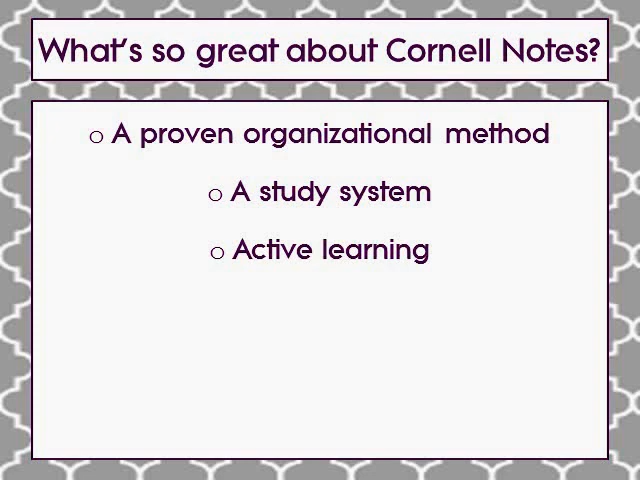 What's so great about Cornell Notes?
o A proven organizational method
o A study system
o Active learning